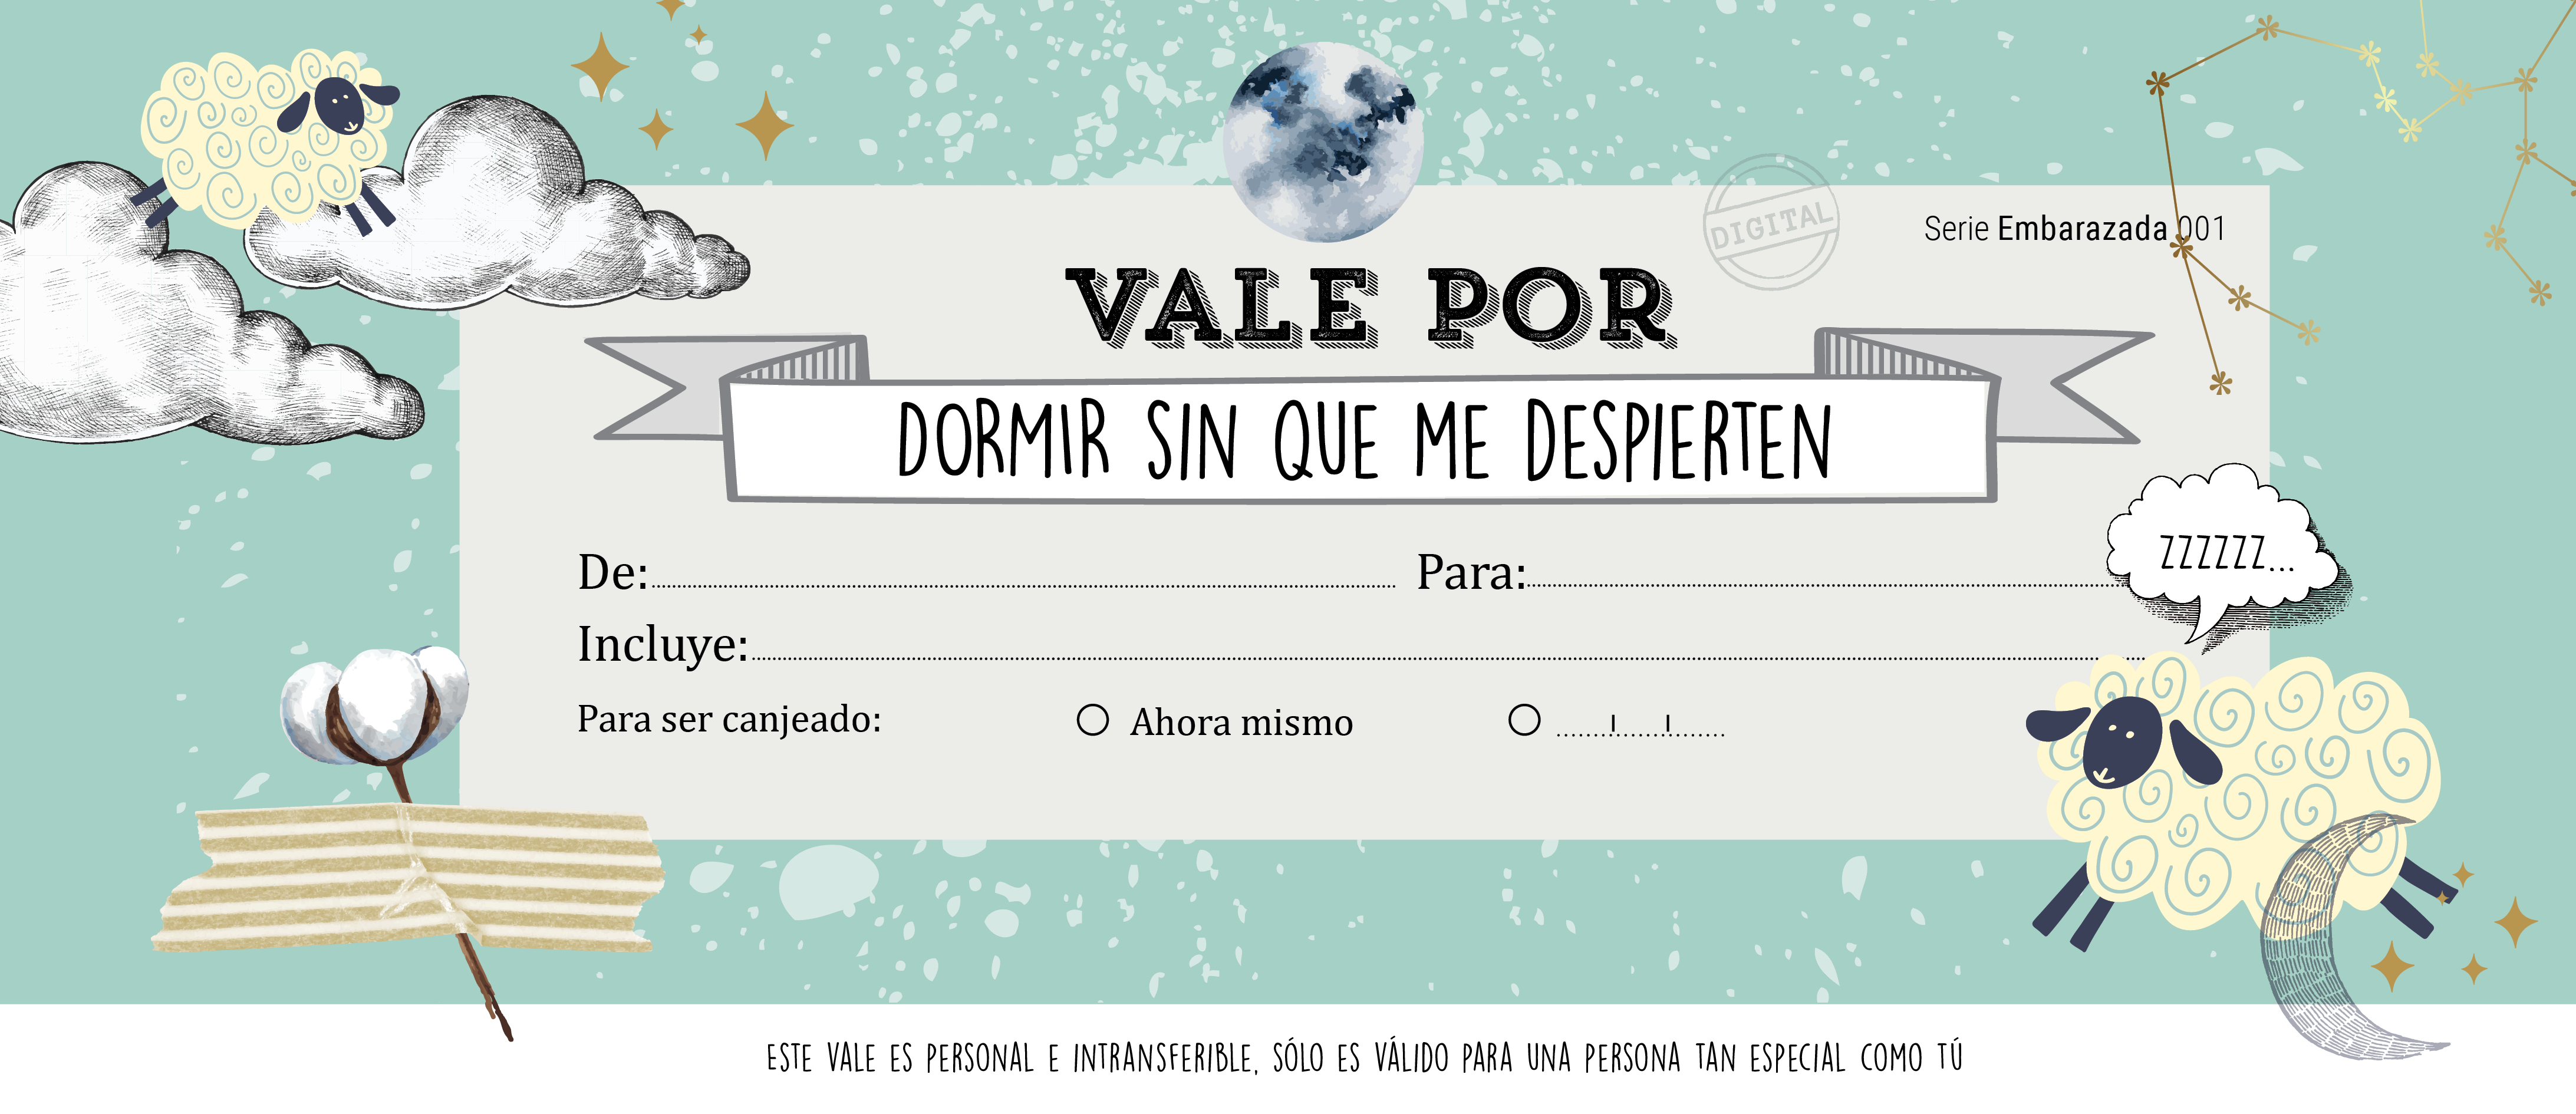 DIGITAL
Serie Embarazada 001
VALE POR
DORMIR SIN QUE ME DESPIERTEN
De: Para:
ZZZZZZ...
Incluye:
Para ser canjeado: Ahora mismo
ESTE VALE ES PERSONAL E INTRANSFERIBLE, SÓLO ES VÁLIDO PARA UNA PERSONA TAN ESPECIAL COMO TÚ